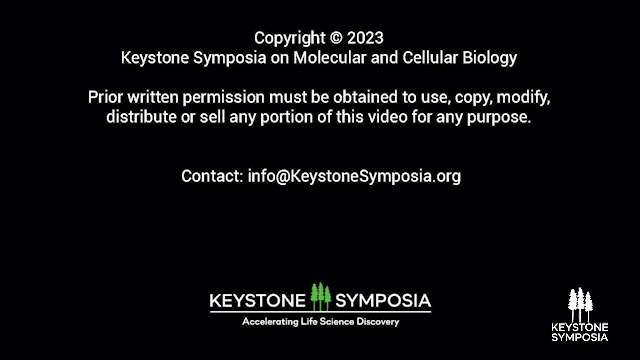 Copyright © 2023
Keystone Symposia on Molecular and Cellular Biology
Prior written permission must be obtained to use, copy, modify,
distribute or sell any portion of this video for any purpose.
Contact: info@KeystoneSymposia.org
KEYSTONE SYMPOSIA
Accelerating Life Science Discovery
KEYSTONE
SYMPOSIA